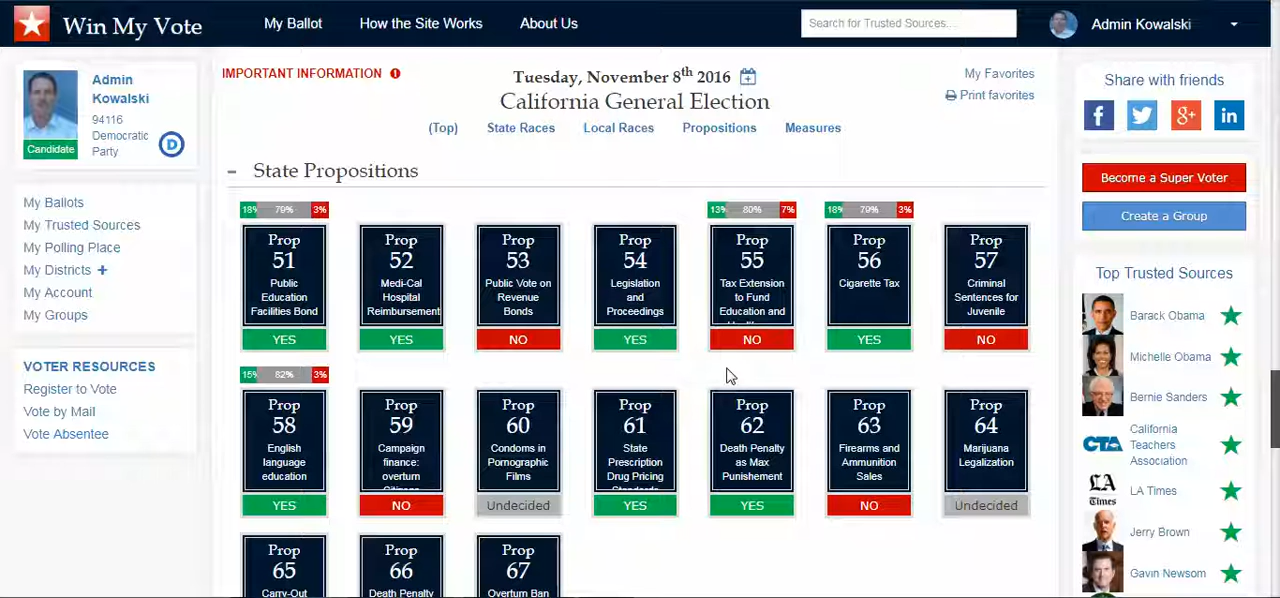 Win My Vote
My Ballot
How the Site Works
About Us
Search for Trusted Sources...
Admin Kowalski
Admin
Kowalski
94116
Democratic
Party
D
Candidate
My Ballots
My Trusted Sources
My Polling Place
My Districts +
My Account
My Groups
VOTER RESOURCES
Register to Vote
Vote by Mail
Vote Absentee
IMPORTANT INFORMATION
Tuesday, November 8th 2016
California General Election
My Favorites
Print favorites
(Top)
State Races
Local Races
Propositions
Measures
− State Propositions
18% 79% 3%
Prop
51
Public
Education
Facilities Bond
YES
Prop
52
Medi-Cal
Hospital
Reimbursement
YES
Prop
53
Public Vote on
Revenue
Bonds
NO
Prop
54
Legislation
and
Proceedings
YES
13% 80% 7%
Prop
55
Tax Extension
to Fund
Education and
NO
18% 79% 3%
Prop
56
Cigarette Tax
YES
Prop
57
Criminal
Sentences for
Juvenile
NO
15% 82% 3%
Prop
58
English
language
education
YES
Prop
59
Campaign
finance:
overturn
NO
Prop
60
Condoms in
Pornographic
Films
Undecided
Prop
61
State
Prescription
Drug Pricing
YES
Prop
62
Death Penalty
as Max
Punishement
YES
Prop
63
Firearms and
Ammunition
Sales
NO
Prop
64
Marijuana
Legalization
Undecided
Prop
65
Carry-Out
Prop
66
Death Penalty
Prop
67
Overturn Ban
Share with friends
f
g+
in
Become a Super Voter
Create a Group
Top Trusted Sources
Barack Obama
Michelle Obama
Bernie Sanders
CTA
California
Teachers
Association
LA
Times
LA Times
Jerry Brown
Gavin Newsom